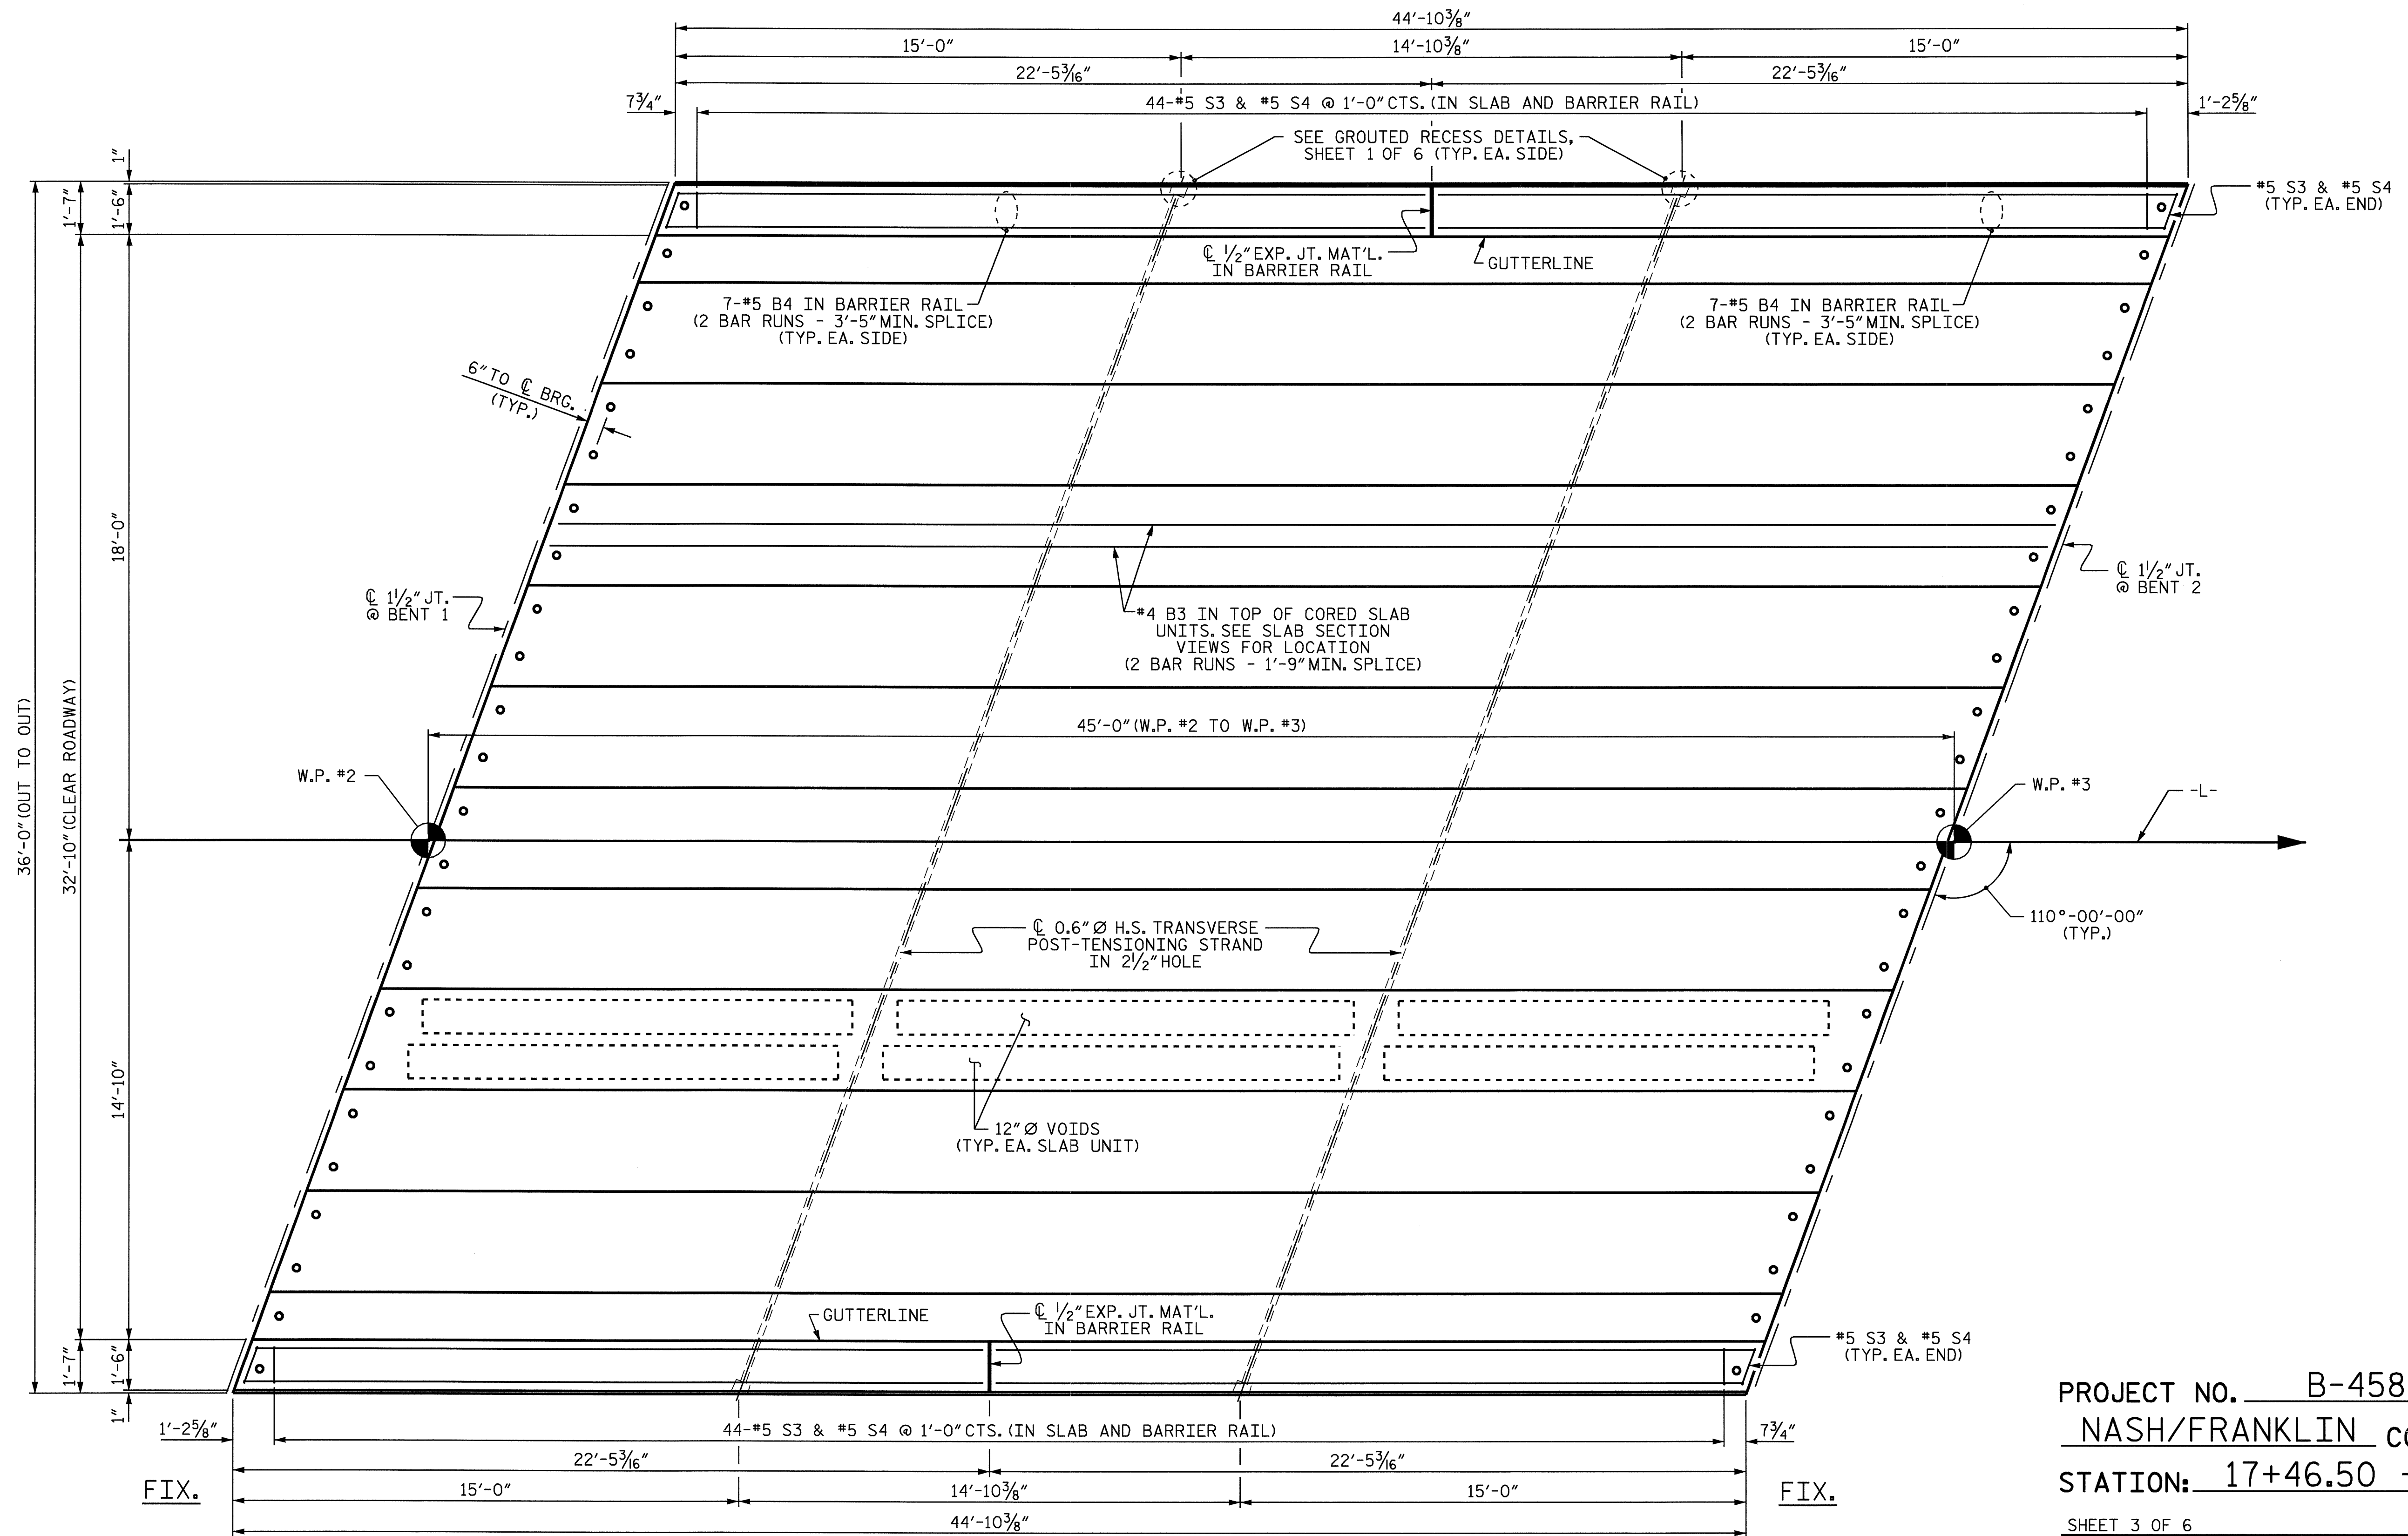 44'-10⅜"
15'-0"
14'-10⅜"
15'-0"
22'-5³⁄₁₆"
22'-5³⁄₁₆"
7¾"
44-#5 S3 & #5 S4 @ 1'-0" CTS. (IN SLAB AND BARRIER RAIL)
1'-2⅝"
SEE GROUTED RECESS DETAILS,
SHEET 1 OF 6 (TYP. EA. SIDE)
1"
1'-7"
1'-6"
#5 S3 & #5 S4
(TYP. EA. END)
℄ ½" EXP. JT. MAT'L.
IN BARRIER RAIL
GUTTERLINE
7-#5 B4 IN BARRIER RAIL
(2 BAR RUNS - 3'-5" MIN. SPLICE)
(TYP. EA. SIDE)
7-#5 B4 IN BARRIER RAIL
(2 BAR RUNS - 3'-5" MIN. SPLICE)
(TYP. EA. SIDE)
6" TO ℄ BRG.
(TYP.)
18'-0"
℄ 1½" JT.
@ BENT 1
℄ 1½" JT.
@ BENT 2
#4 B3 IN TOP OF CORED SLAB
UNITS. SEE SLAB SECTION
VIEWS FOR LOCATION
(2 BAR RUNS - 1'-9" MIN. SPLICE)
36'-0" (OUT TO OUT)
32'-10" (CLEAR ROADWAY)
45'-0" (W.P. #2 TO W.P. #3)
W.P. #2
W.P. #3
-L-
110°-00'-00"
(TYP.)
℄ 0.6" Ø H.S. TRANSVERSE
POST-TENSIONING STRAND
IN 2½" HOLE
14'-10"
12" Ø VOIDS
(TYP. EA. SLAB UNIT)
GUTTERLINE
℄ ½" EXP. JT. MAT'L.
IN BARRIER RAIL
#5 S3 & #5 S4
(TYP. EA. END)
1'-7"
1'-6"
1"
1'-2⅝"
44-#5 S3 & #5 S4 @ 1'-0" CTS. (IN SLAB AND BARRIER RAIL)
7¾"
22'-5³⁄₁₆"
22'-5³⁄₁₆"
FIX.
15'-0"
14'-10⅜"
15'-0"
FIX.
44'-10⅜"
PROJECT NO. B-458
NASH/FRANKLIN
STATION: 17+46.50 -
SHEET 3 OF 6